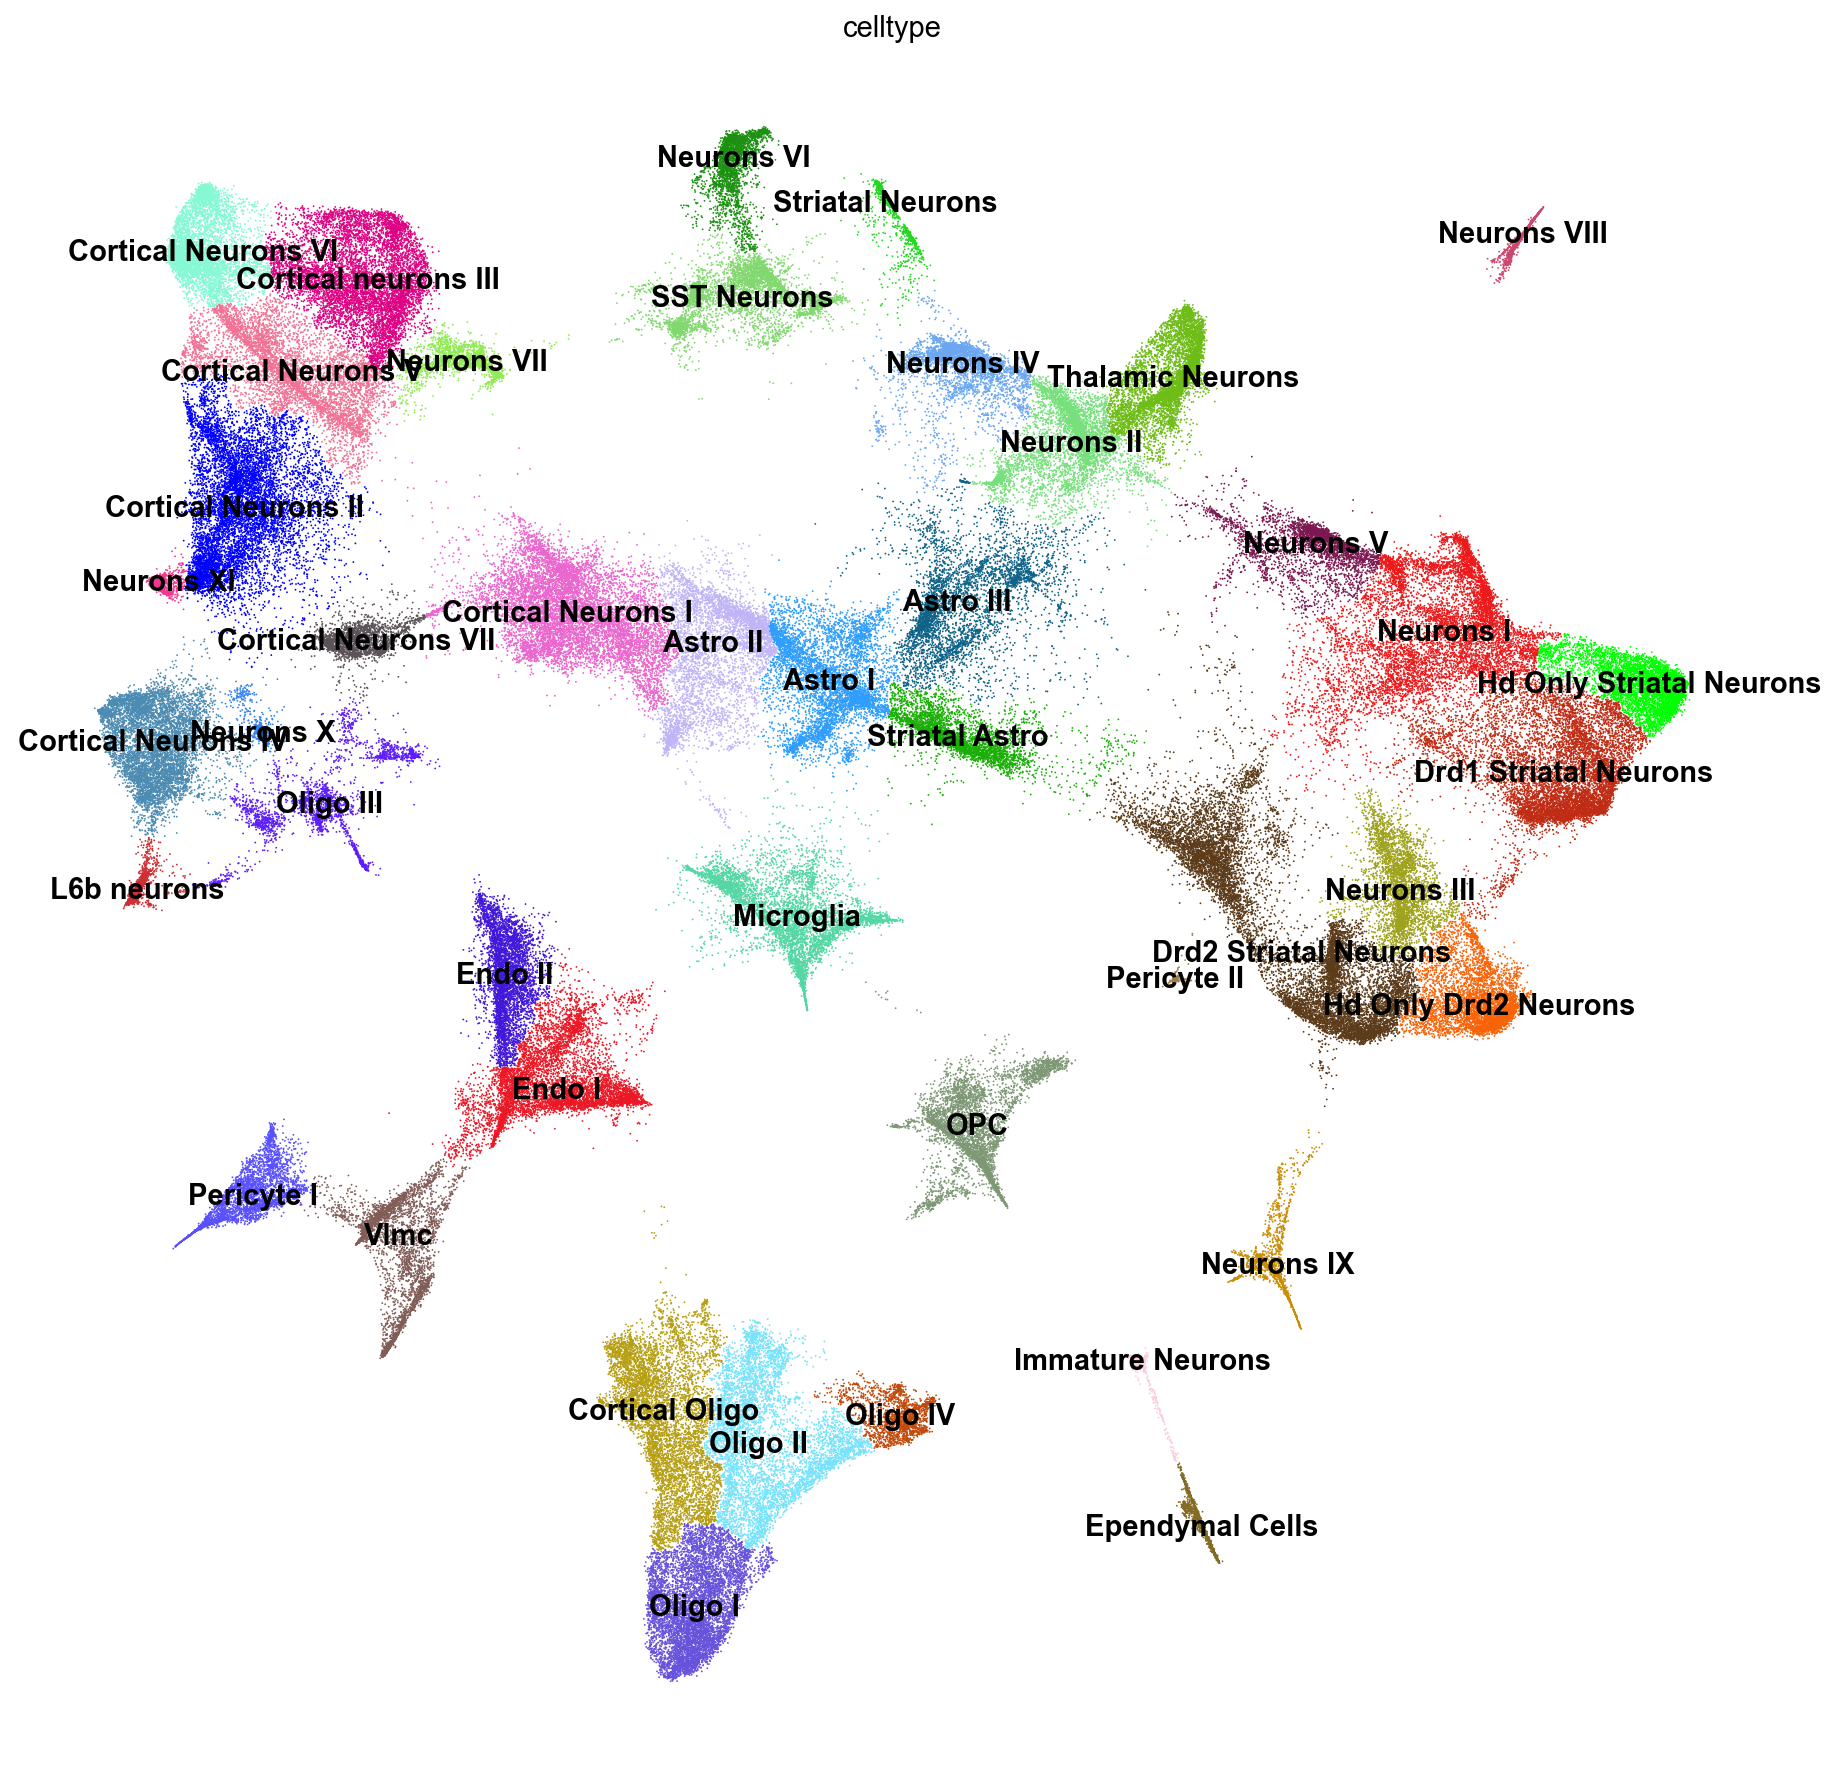 celltype
Neurons VI
Striatal Neurons
Neurons VIII
Cortical Neurons VI
Cortical neurons III
SST Neurons
Neurons VII
Cortical Neurons V
Neurons IV
Thalamic Neurons
Neurons II
Cortical Neurons II
Neurons V
Neurons XI
Astro III
Cortical Neurons I
Neurons I
Cortical Neurons VII
Astro II
Astro I
Hd Only Striatal Neurons
Neurons X
Striatal Astro
Cortical Neurons IV
Drd1 Striatal Neurons
Oligo III
L6b neurons
Neurons III
Microglia
Drd2 Striatal Neurons
Endo II
Pericyte II
Hd Only Drd2 Neurons
Endo I
OPC
Pericyte I
Vlmc
Neurons IX
Immature Neurons
Cortical Oligo
Oligo IV
Oligo II
Ependymal Cells
Oligo I